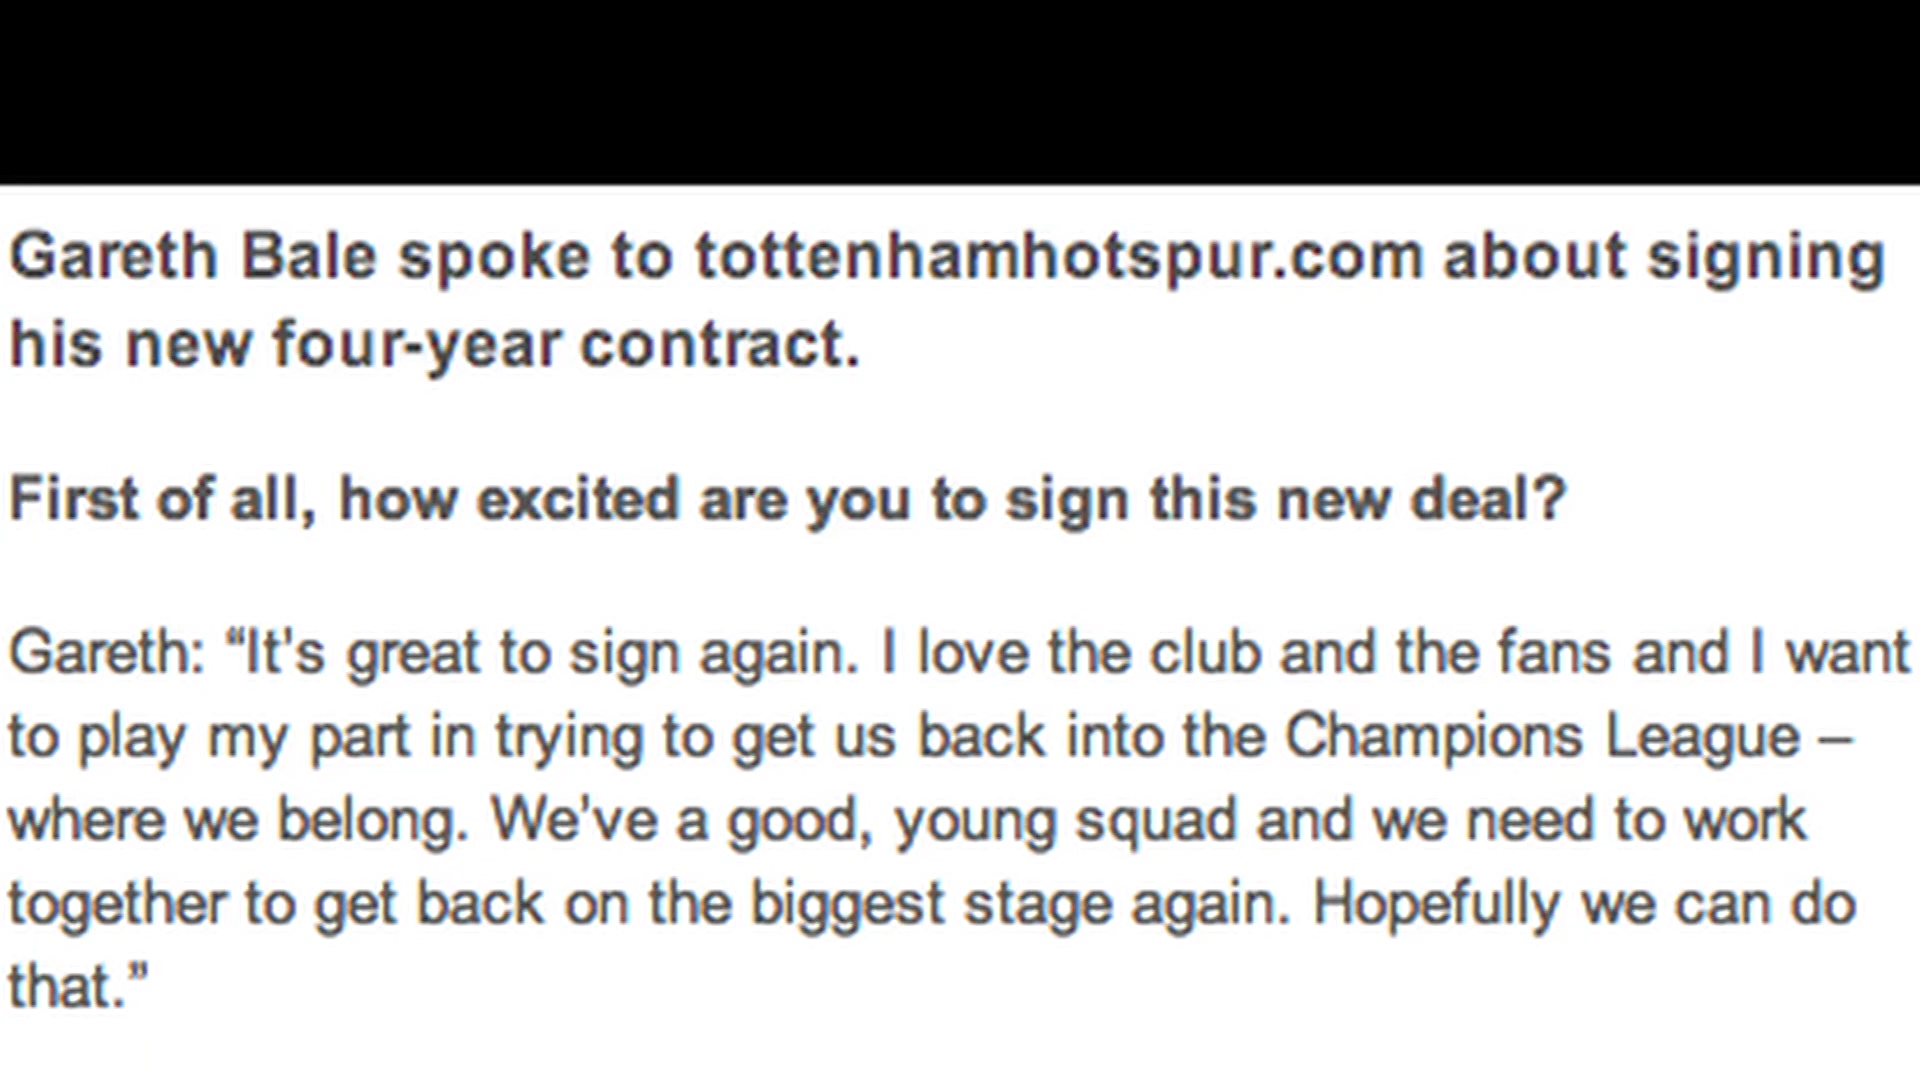 Gareth Bale spoke to tottenhamhotspur.com about signing
his new four-year contract.
First of all, how excited are you to sign this new deal?
Gareth: “It's great to sign again. I love the club and the fans and I want
to play my part in trying to get us back into the Champions League –
where we belong. We've a good, young squad and we need to work
together to get back on the biggest stage again. Hopefully we can do
that.”